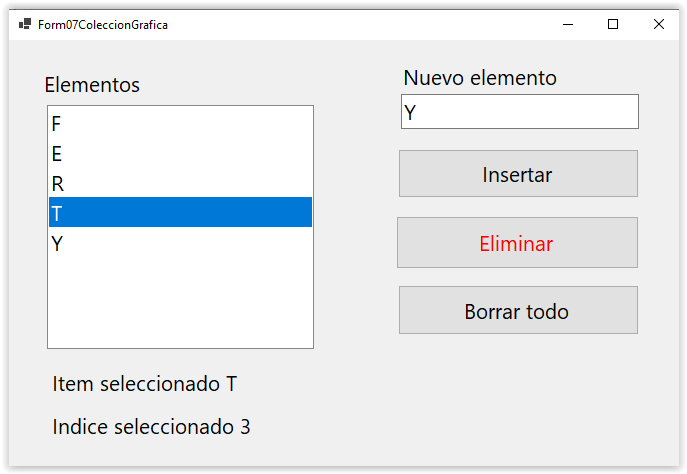 Form07ColeccionGrafica
Elementos
F
E
R
T
Y
Item seleccionado T
Indice seleccionado 3
Nuevo elemento
Y
Insertar
Eliminar
Borrar todo